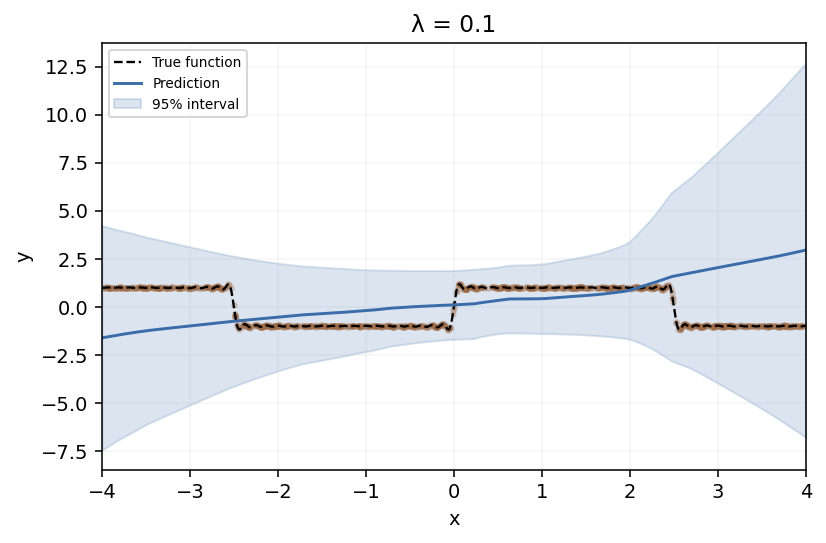 λ = 0.1
True function
Prediction
95% interval
12.5
10.0
7.5
5.0
2.5
0.0
−2.5
−5.0
−7.5
y
−4 −3 −2 −1 0 1 2 3 4
x